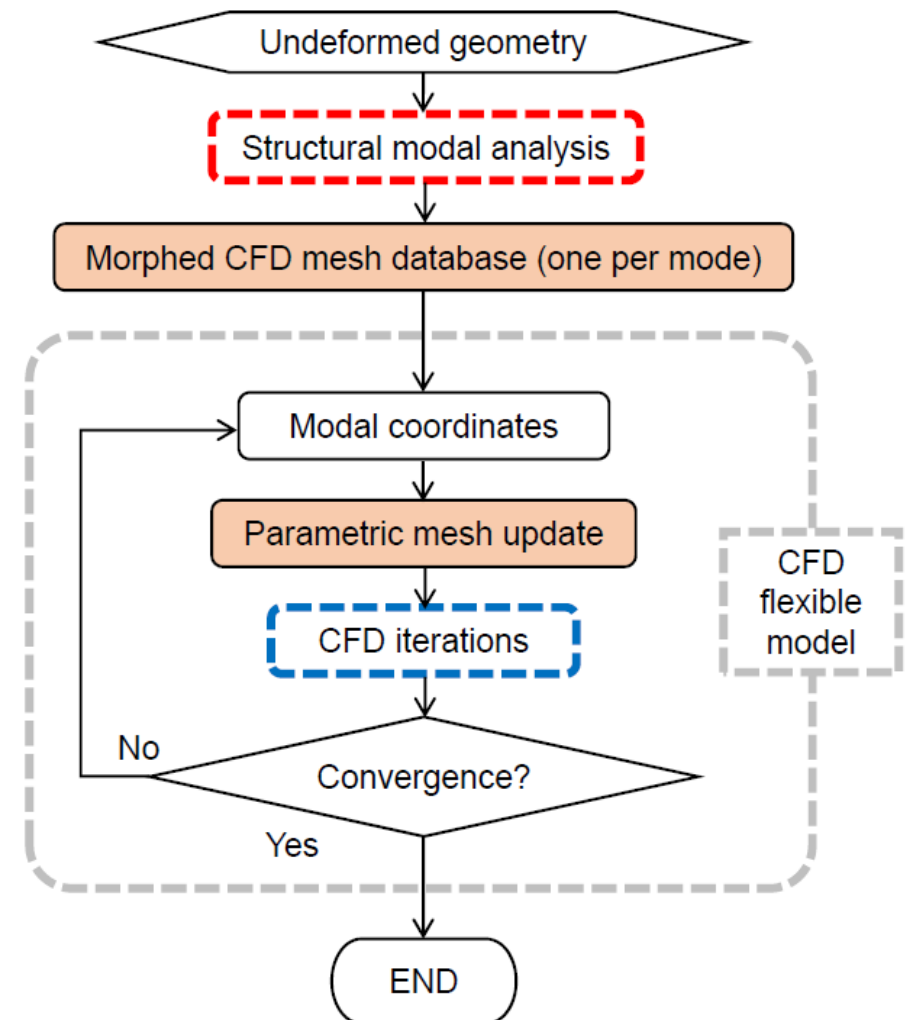 Undeformed geometry
Structural modal analysis
Morphed CFD mesh database (one per mode)
Modal coordinates
Parametric mesh update
CFD iterations
CFD
flexible
model
No
Convergence?
Yes
END